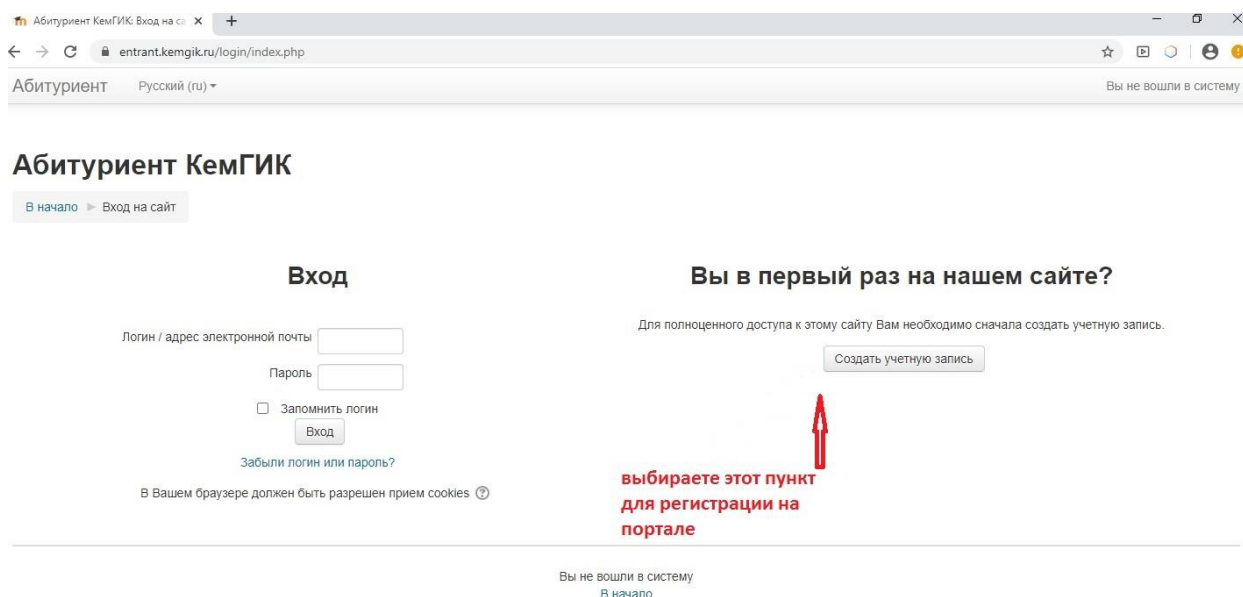 Абитуриент КемГИК: Вход на са
entrant.kemgik.ru/login/index.php
Абитуриент Русский (ru) Вы не вошли в систему
Абитуриент КемГИК
В начало Вход на сайт
Вход
Логин / адрес электронной почты
Пароль
Запомнить логин
Вход
Забыли логин или пароль?
В Вашем браузере должен быть разрешен прием cookies
Вы в первый раз на нашем сайте?
Для полноценного доступа к этому сайту Вам необходимо сначала создать учетную запись.
Создать учетную запись
выбираете этот пункт
для регистрации на
портале
Вы не вошли в систему
В начало